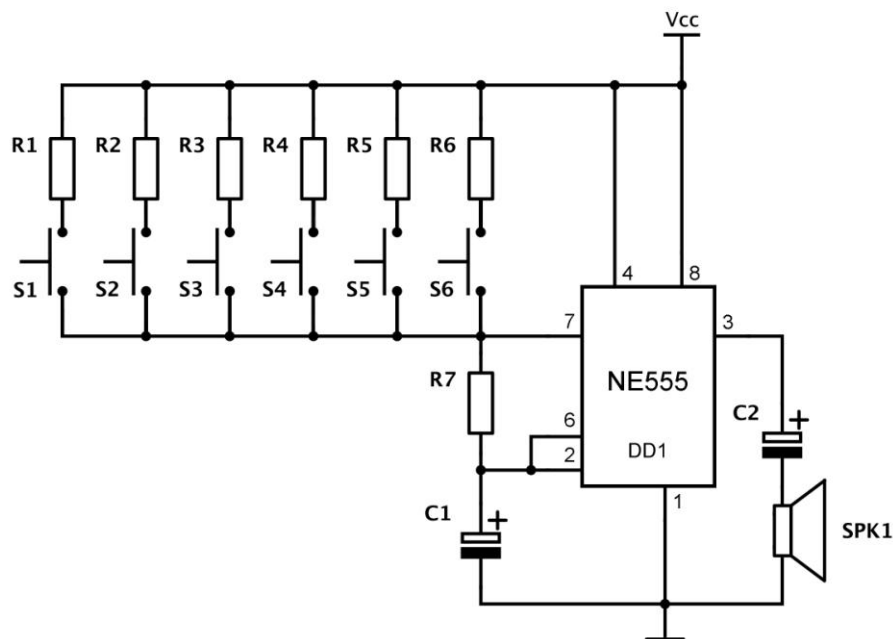 Vcc
R1 R2 R3 R4 R5 R6
S1 S2 S3 S4 S5 S6
4 8
7 3
R7
NE555
6
2
DD1
C2 +
1
C1 +
SPK1